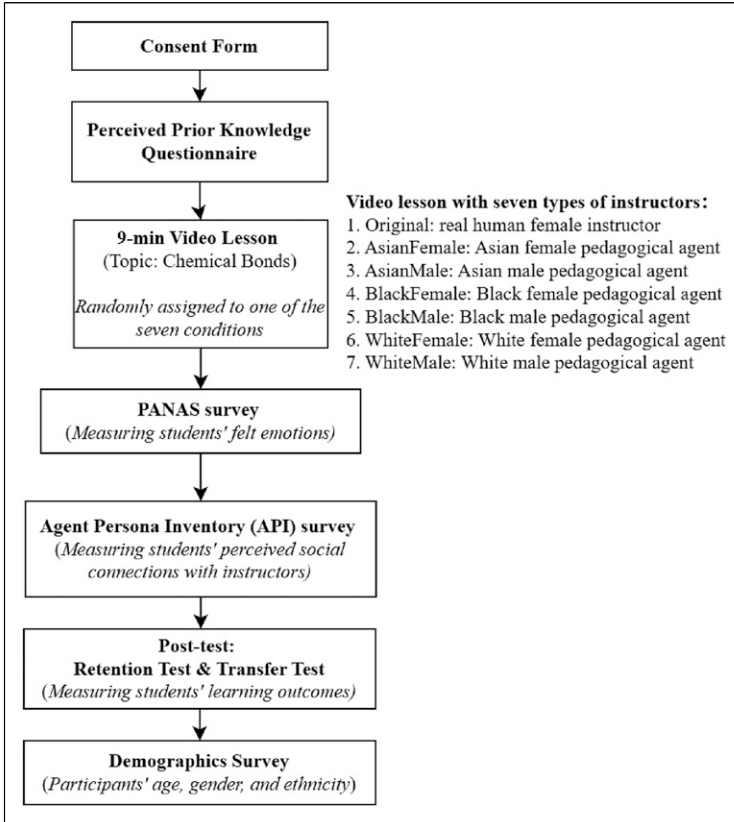 Consent Form
Perceived Prior Knowledge
Questionnaire
9-min Video Lesson
(Topic: Chemical Bonds)
Randomly assigned to one of the
seven conditions
Video lesson with seven types of instructors:
1. Original: real human female instructor
2. AsianFemale: Asian female pedagogical agent
3. AsianMale: Asian male pedagogical agent
4. BlackFemale: Black female pedagogical agent
5. BlackMale: Black male pedagogical agent
6. WhiteFemale: White female pedagogical agent
7. WhiteMale: White male pedagogical agent
PANAS survey
(Measuring students' felt emotions)
Agent Persona Inventory (API) survey
(Measuring students' perceived social
connections with instructors)
Post-test:
Retention Test & Transfer Test
(Measuring students' learning outcomes)
Demographics Survey
(Participants' age, gender, and ethnicity)